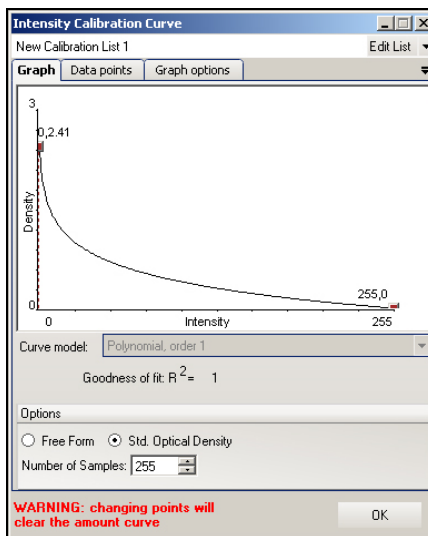 Intensity Calibration Curve
New Calibration List 1 Edit List
Graph Data points Graph options
3
0,2.41
Density
255,0
0
0 Intensity 255
Curve model: Polynomial, order 1
Goodness of fit: R 2= 1
Options
Free Form Std. Optical Density
Number of Samples: 255
WARNING: changing points will
clear the amount curve
OK